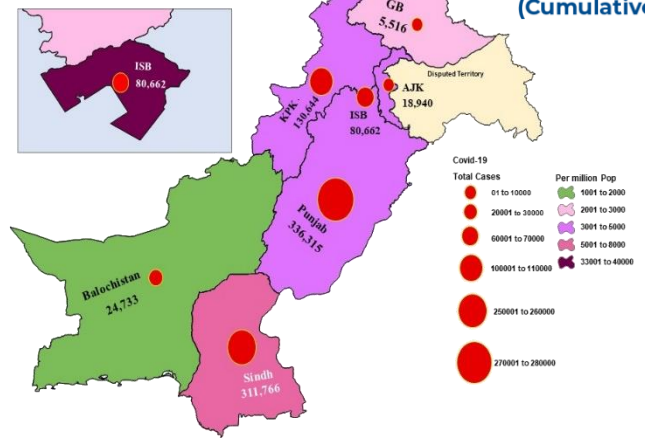 (Cumulative
GB
5,516
ISB
80,662
Disputed Territory
AJK
18,940
KPK
130,644
ISB
80,662
Punjab
336,315
Balochistan
24,733
Sindh
311,766
Covid-19
Total Cases
01 to 10000
20001 to 30000
60001 to 70000
100001 to 110000
250001 to 260000
270001 to 280000
Per million Pop
1001 to 2000
2001 to 3000
3001 to 5000
5001 to 8000
33001 to 40000